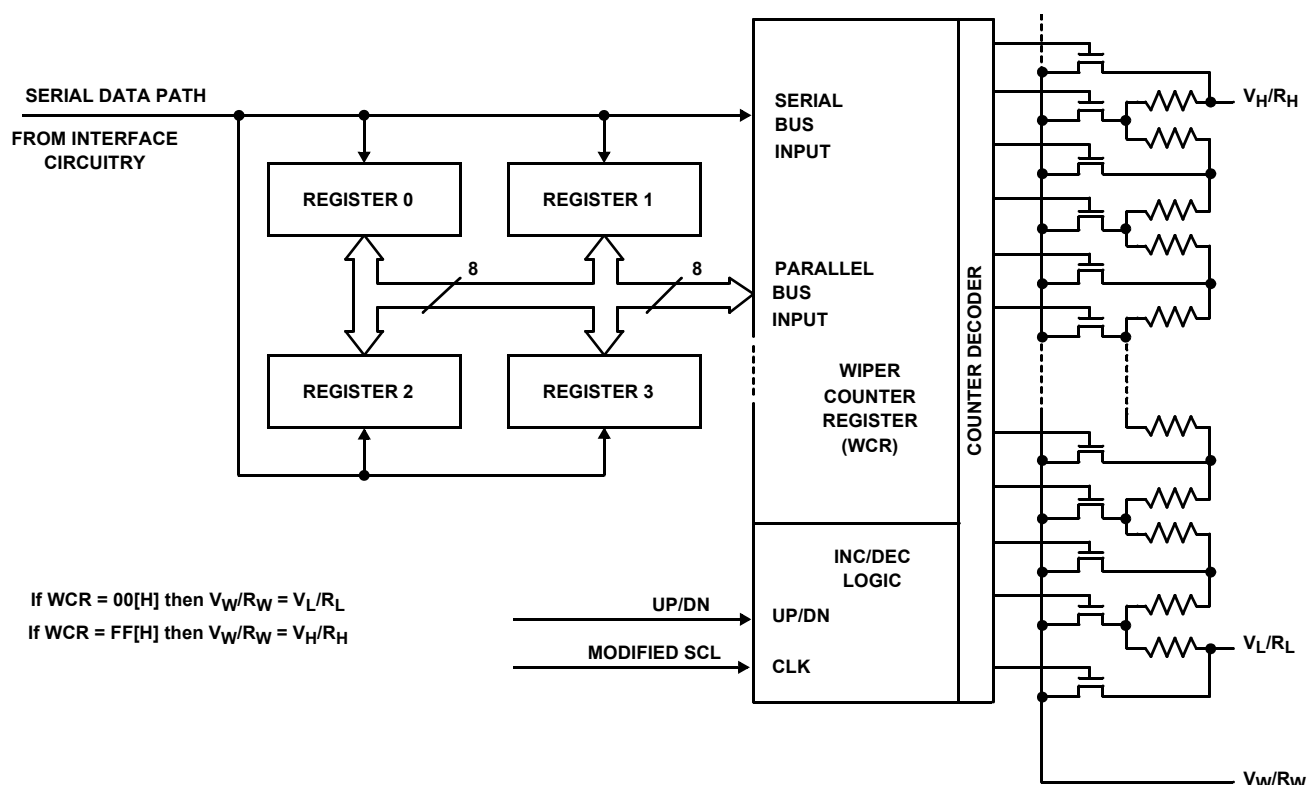 SERIAL DATA PATH
FROM INTERFACE
CIRCUITRY
REGISTER 0
REGISTER 1
8
8
REGISTER 2
REGISTER 3
SERIAL
BUS
INPUT
PARALLEL
BUS
INPUT
WIPER
COUNTER
REGISTER
(WCR)
COUNTER DECODER
INC/DEC
LOGIC
UP/DN
UP/DN
MODIFIED SCL
CLK
If WCR = 00[H] then VW/RW = VL/RL
If WCR = FF[H] then VW/RW = VH/RH
VH/RH
VL/RL
VW/RW